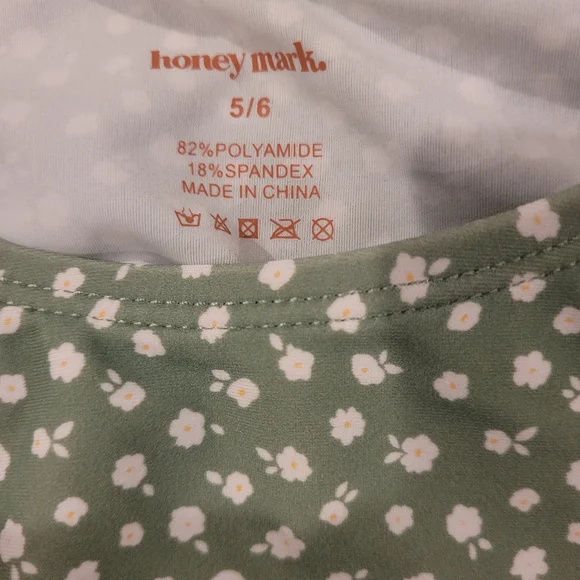 honey mark.
5/6
82%POLYAMIDE
18%SPANDEX
MADE IN CHINA